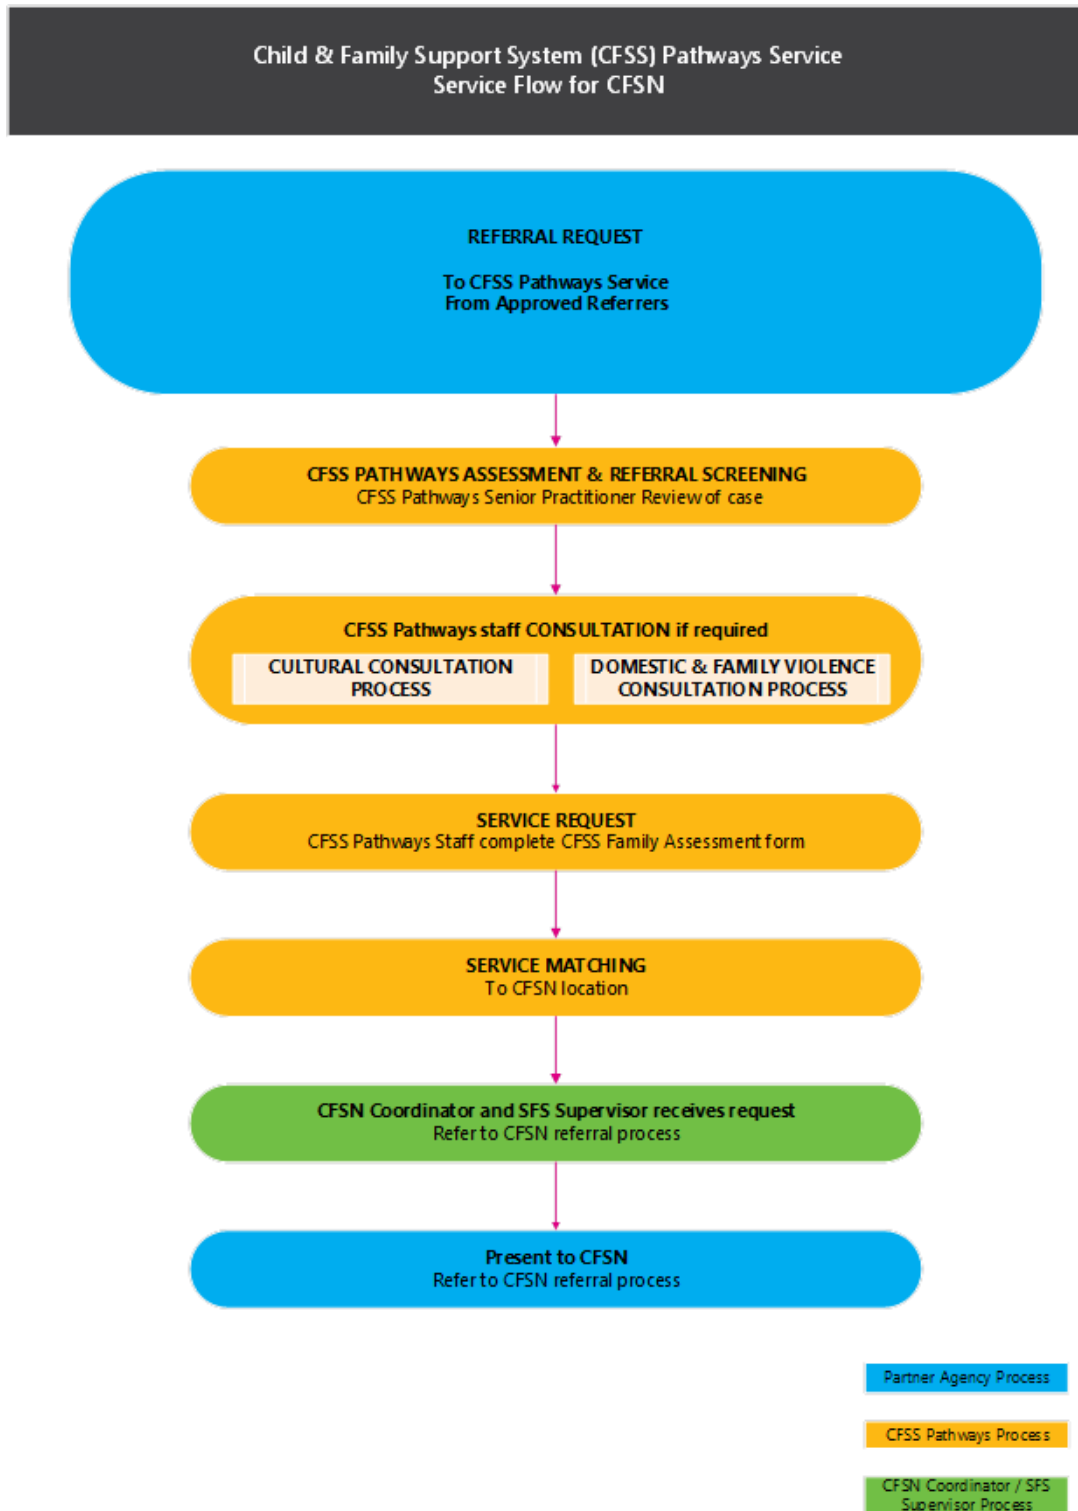 Child & Family Support System (CFSS) Pathways Service
Service Flow for CFSN
REFERRAL REQUEST
To CFSS Pathways Service
From Approved Referrers
CFSS PATHWAYS ASSESSMENT & REFERRAL SCREENING
CFSS Pathways Senior Practitioner Review of case
CFSS Pathways staff CONSULTATION if required
CULTURAL CONSULTATION
PROCESS
DOMESTIC & FAMILY VIOLENCE
CONSULTATION PROCESS
SERVICE REQUEST
CFSS Pathways Staff complete CFSS Family Assessment form
SERVICE MATCHING
To CFSN location
CFSN Coordinator and SFS Supervisor receives request
Refer to CFSN referral process
Present to CFSN
Refer to CFSN referral process
Partner Agency Process
CFSS Pathways Process
CFSN Coordinator / SFS
Supervisor Process